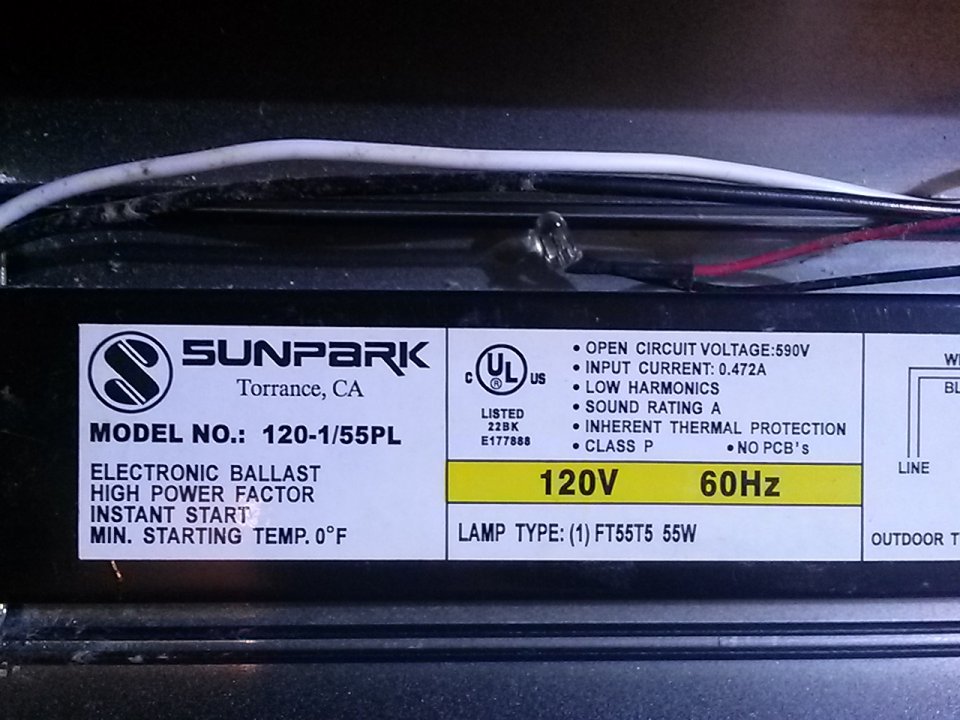 SUNPARK
Torrance, CA
MODEL NO.: 120-1/55PL
ELECTRONIC BALLAST
HIGH POWER FACTOR
INSTANT START
MIN. STARTING TEMP. 0°F
C UL® US
LISTED
22BK
E177888
• OPEN CIRCUIT VOLTAGE:590V
• INPUT CURRENT: 0.472A
• LOW HARMONICS
• SOUND RATING A
• INHERENT THERMAL PROTECTION
• CLASS P • NO PCB's
120V 60Hz
LAMP TYPE: (1) FT55T5 55W
LINE
OUTDOOR